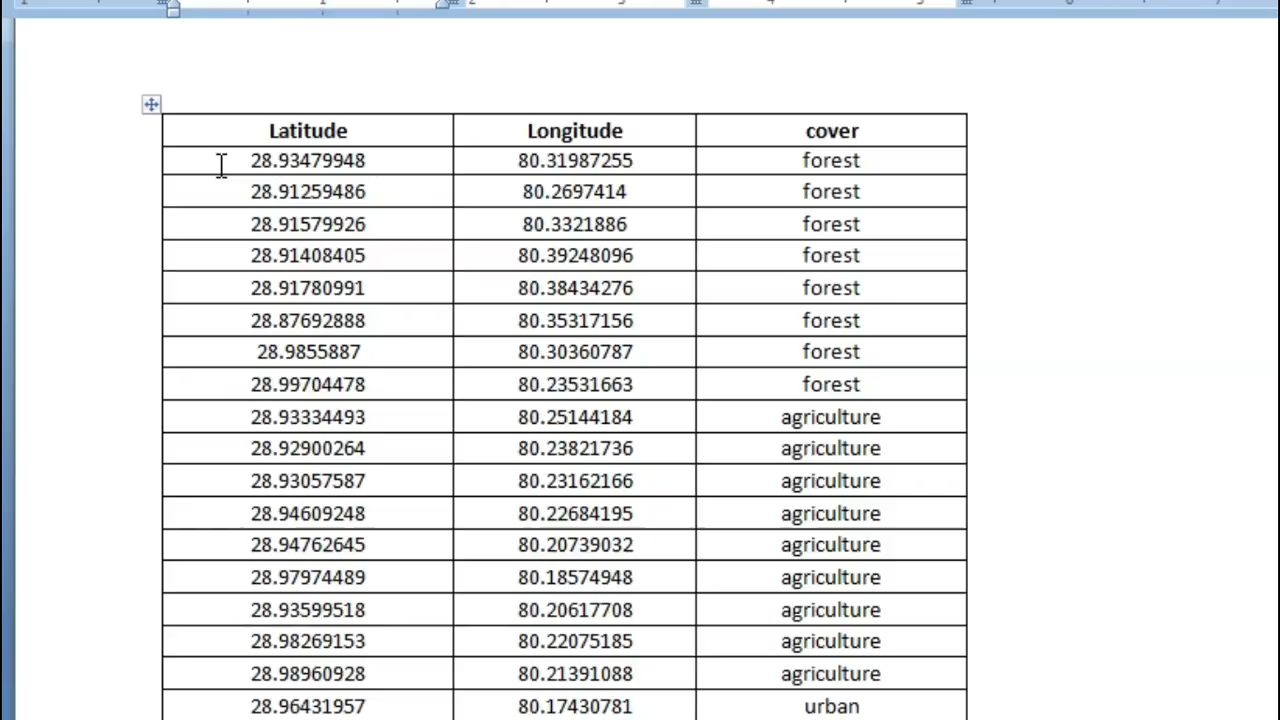 Latitude Longitude cover
28.93479948 80.31987255 forest
28.91259486 80.2697414 forest
28.91579926 80.3321886 forest
28.91408405 80.39248096 forest
28.91780991 80.38434276 forest
28.87692888 80.35317156 forest
28.9855887 80.30360787 forest
28.99704478 80.23531663 forest
28.93334493 80.25144184 agriculture
28.92900264 80.23821736 agriculture
28.93057587 80.23162166 agriculture
28.94609248 80.22684195 agriculture
28.94762645 80.20739032 agriculture
28.97974489 80.18574948 agriculture
28.93599518 80.20617708 agriculture
28.98269153 80.22075185 agriculture
28.98960928 80.21391088 agriculture
28.96431957 80.17430781 urban